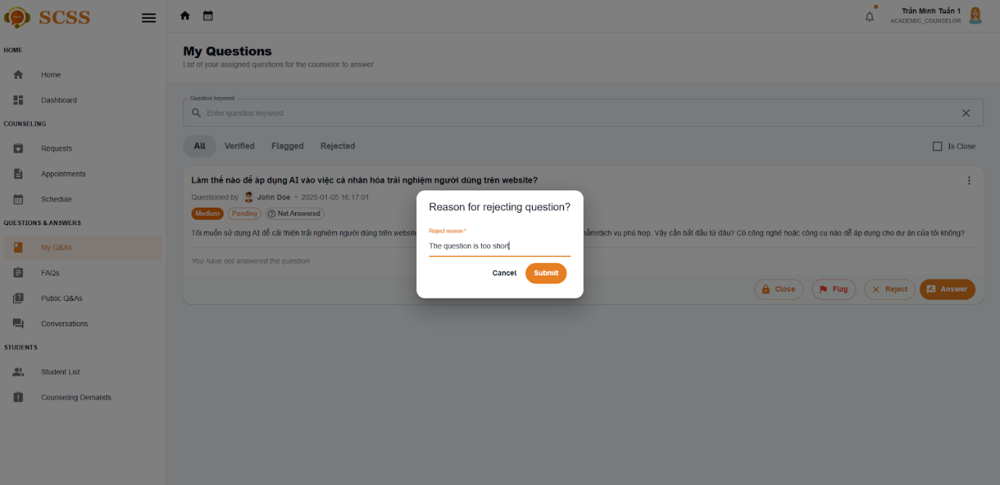 SCSS
Trần Minh Tuấn 1
ACADEMIC_COUNSELOR
HOME
Home
Dashboard
COUNSELING
Requests
Appointments
Schedule
QUESTIONS & ANSWERS
My Q&As
FAQs
Public Q&As
Conversations
STUDENTS
Student List
Counseling Demands
My Questions
List of your assigned questions for the counselor to answer
Question keyword
Enter question keyword
All Verified Flagged Rejected
Is Close
Làm thế nào để áp dụng AI vào việc cá nhân hóa trải nghiệm người dùng trên website?
Questioned by John Doe • 2025-01-05 16:17:01
Medium Pending Not Answered
Tôi muốn sử dụng AI để cải thiện trải nghiệm người dùng trên website phẩm/dịch vụ phù hợp. Vậy cần bắt đầu từ đâu? Có công nghệ hoặc công cụ nào để áp dụng cho dự án của tôi không?
You have not answered the question
Close Flag Reject Answer
Reason for rejecting question?
Reject reason *
The question is too short
Cancel Submit